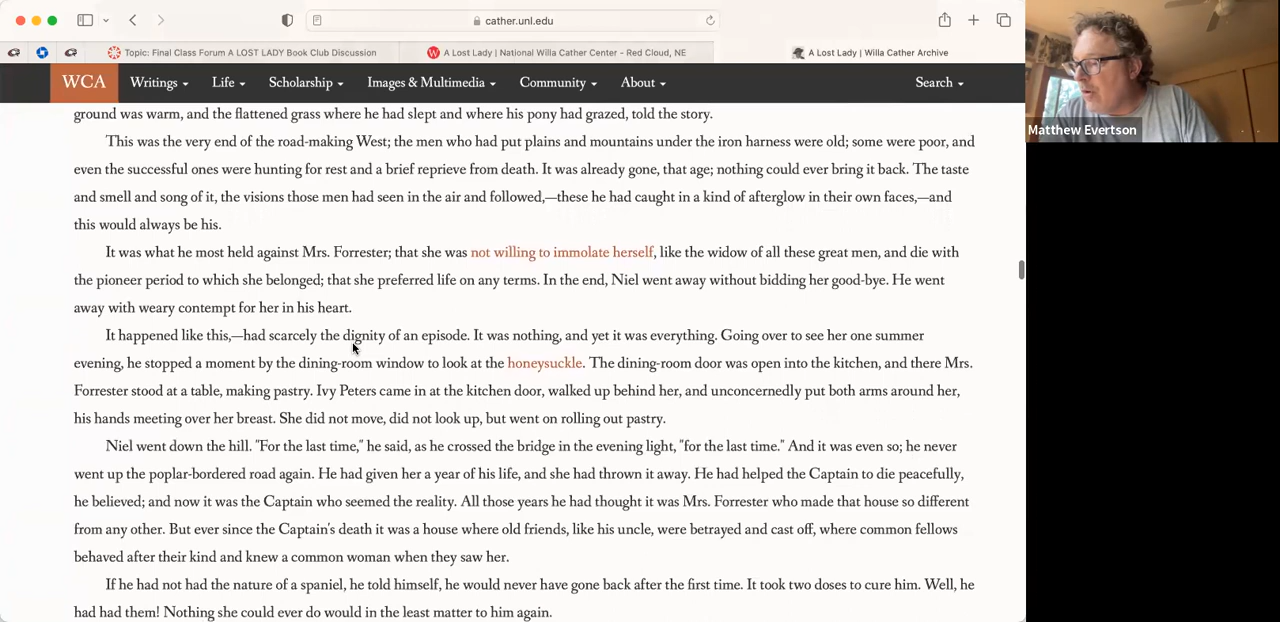 cather.unl.edu
Topic: Final Class Forum A LOST LADY Book Club Discussion
A Lost Lady | National Willa Cather Center - Red Cloud, NE
A Lost Lady | Willa Cather Archive
WCA Writings Life Scholarship Images & Multimedia Community About Search
ground was warm, and the flattened grass where he had slept and where his pony had grazed, told the story.
This was the very end of the road-making West; the men who had put plains and mountains under the iron harness were old; some were poor, and
even the successful ones were hunting for rest and a brief reprieve from death. It was already gone, that age; nothing could ever bring it back. The taste
and smell and song of it, the visions those men had seen in the air and followed,—these he had caught in a kind of afterglow in their own faces,—and
this would always be his.
It was what he most held against Mrs. Forrester; that she was not willing to immolate herself, like the widow of all these great men, and die with
the pioneer period to which she belonged; that she preferred life on any terms. In the end, Niel went away without bidding her good-bye. He went
away with weary contempt for her in his heart.
It happened like this,—had scarcely the dignity of an episode. It was nothing, and yet it was everything. Going over to see her one summer
evening, he stopped a moment by the dining-room window to look at the honeysuckle. The dining-room door was open into the kitchen, and there Mrs.
Forrester stood at a table, making pastry. Ivy Peters came in at the kitchen door, walked up behind her, and unconcernedly put both arms around her,
his hands meeting over her breast. She did not move, did not look up, but went on rolling out pastry.
Niel went down the hill. "For the last time," he said, as he crossed the bridge in the evening light, "for the last time." And it was even so; he never
went up the poplar-bordered road again. He had given her a year of his life, and she had thrown it away. He had helped the Captain to die peacefully,
he believed; and now it was the Captain who seemed the reality. All those years he had thought it was Mrs. Forrester who made that house so different
from any other. But ever since the Captain's death it was a house where old friends, like his uncle, were betrayed and cast off, where common fellows
behaved after their kind and knew a common woman when they saw her.
If he had not had the nature of a spaniel, he told himself, he would never have gone back after the first time. It took two doses to cure him. Well, he
had had them! Nothing she could ever do would in the least matter to him again.
Matthew Evertson